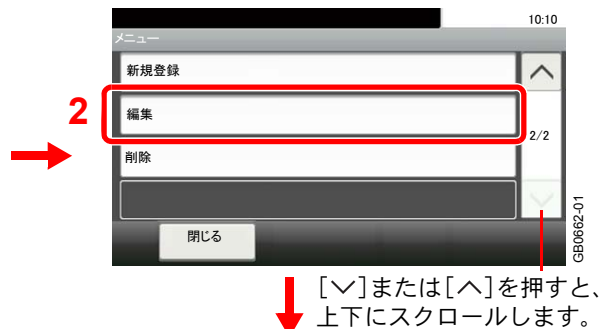 10:10
メニュー
新規登録
2
編集
2/2
削除
閉じる
GB0662-01
[﹀]または[︿]を押すと、
上下にスクロールします。